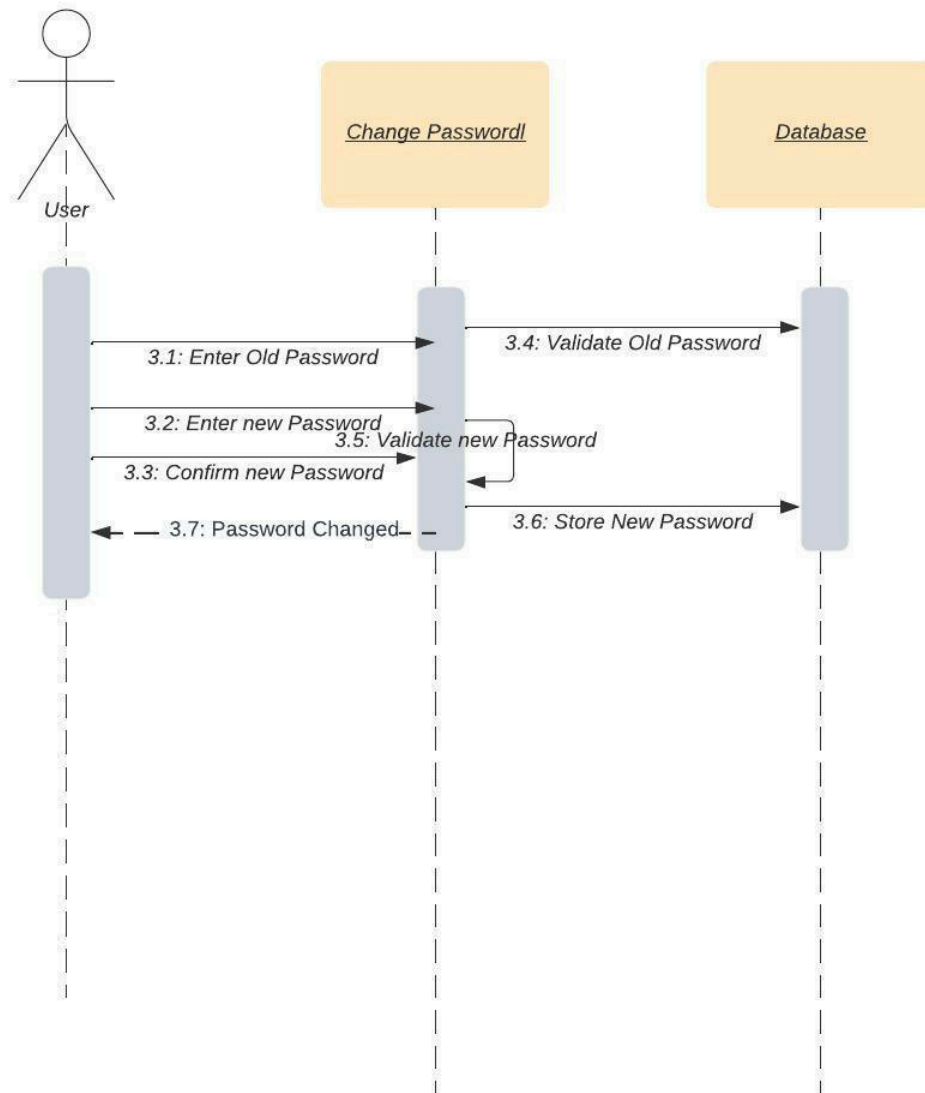 Change Passwordl
Database
User
3.1: Enter Old Password
3.4: Validate Old Password
3.2: Enter new Password
3.5: Validate new Password
3.3: Confirm new Password
3.6: Store New Password
3.7: Password Changed